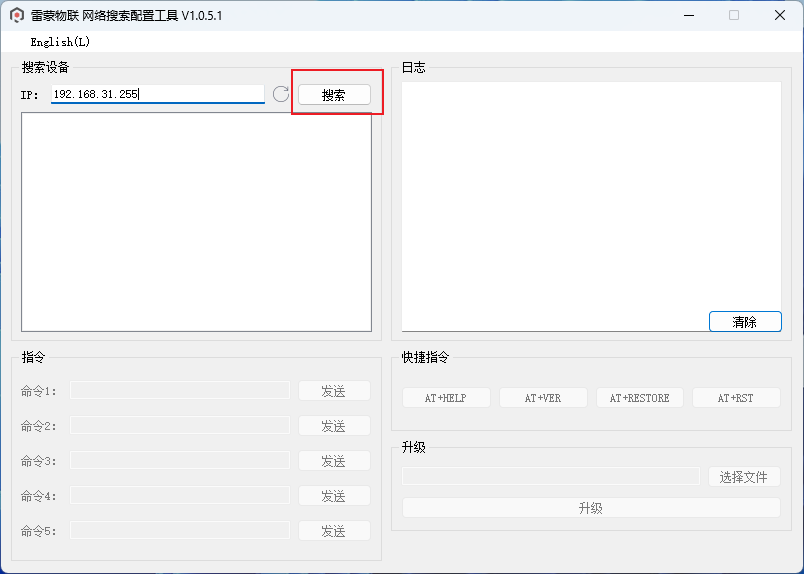 雷蒙物联 网络搜索配置工具 V1.0.5.1
English(L)
搜索设备
IP: 192.168.31.255 搜索
日志
清除
指令
命令1: 发送
命令2: 发送
命令3: 发送
命令4: 发送
命令5: 发送
快捷指令
AT+HELP AT+VER AT+RESTORE AT+RST
升级
选择文件
升级